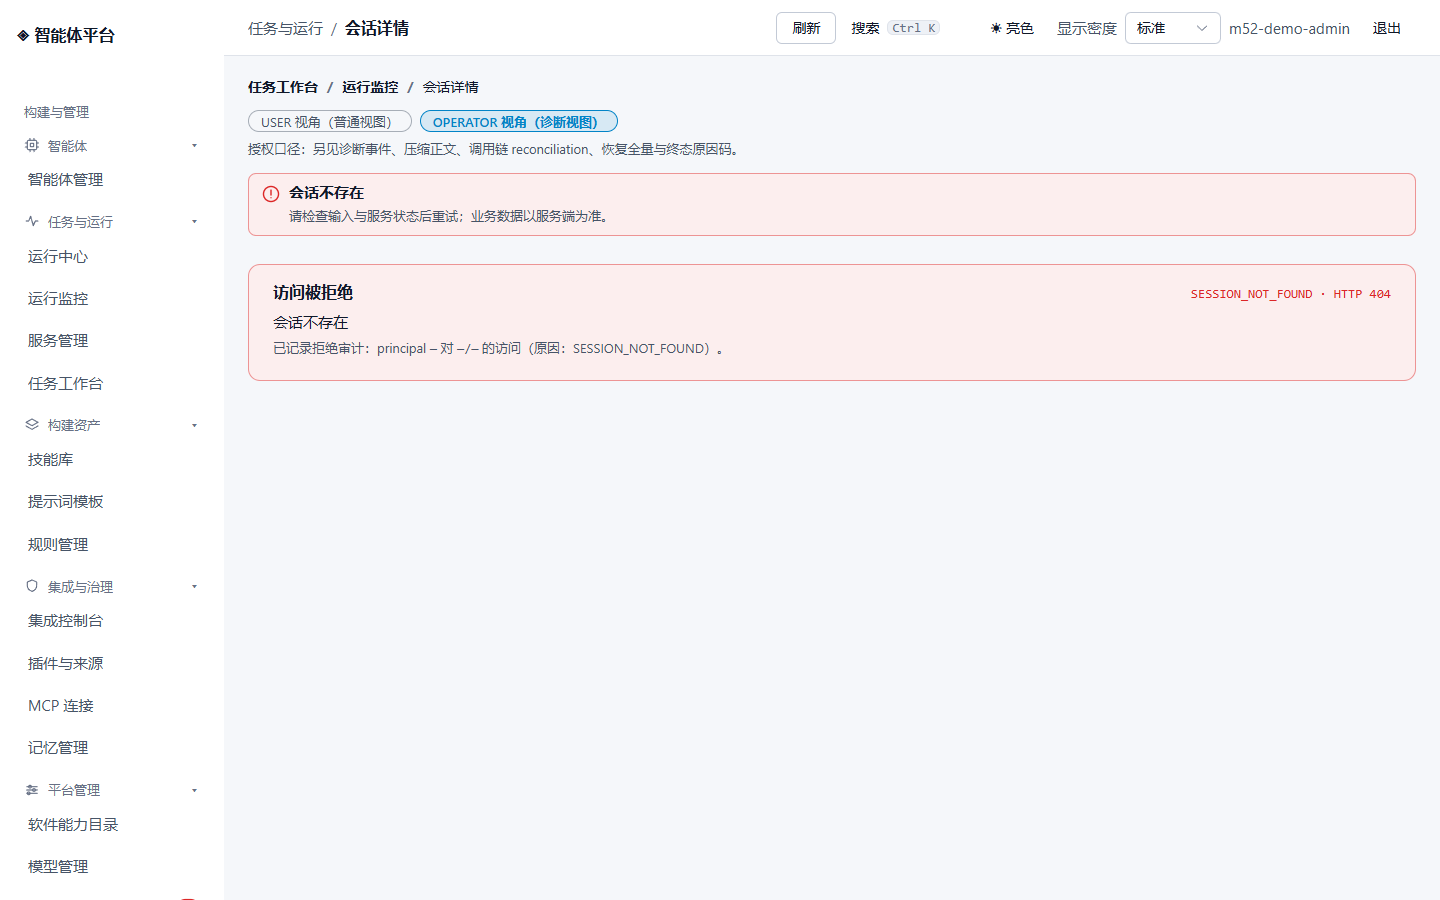 ◈ 智能体平台
构建与管理
智能体
智能体管理
任务与运行
运行中心
运行监控
服务管理
任务工作台
构建资产
技能库
提示词模板
规则管理
集成与治理
集成控制台
插件与来源
MCP 连接
记忆管理
平台管理
软件能力目录
模型管理
任务与运行 / 会话详情
刷新 搜索 Ctrl K ☀ 亮色 显示密度 标准 m52-demo-admin 退出
任务工作台 / 运行监控 / 会话详情
USER 视角（普通视图） OPERATOR 视角（诊断视图）
授权口径：另见诊断事件、压缩正文、调用链 reconciliation、恢复全量与终态原因码。
会话不存在
请检查输入与服务状态后重试；业务数据以服务端为准。
访问被拒绝 SESSION_NOT_FOUND · HTTP 404
会话不存在
已记录拒绝审计：principal – 对 –/– 的访问（原因：SESSION_NOT_FOUND）。